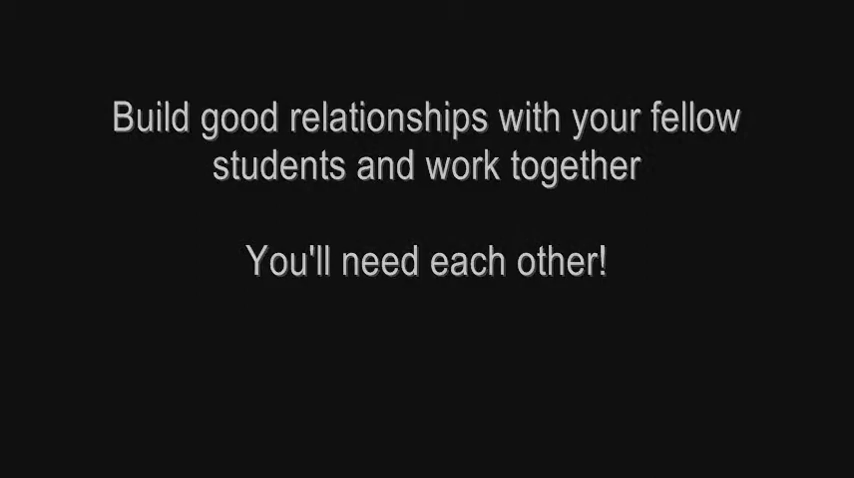 Build good relationships with your fellow
students and work together
You'll need each other!